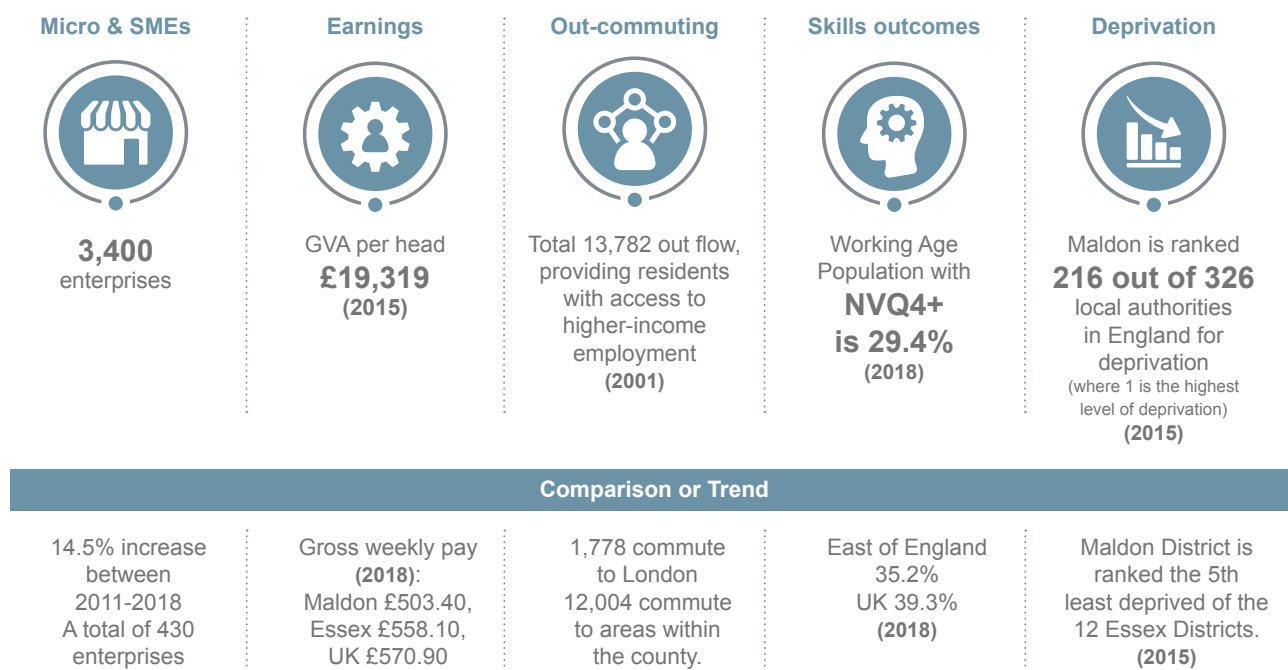 Micro & SMEs
3,400
enterprises
Earnings
GVA per head
£19,319
(2015)
Out-commuting
Total 13,782 out flow,
providing residents
with access to
higher-income
employment
(2001)
Skills outcomes
Working Age
Population with
NVQ4+
is 29.4%
(2018)
Deprivation
Maldon is ranked
216 out of 326
local authorities
in England for
deprivation
(where 1 is the highest
level of deprivation)
(2015)
Comparison or Trend
14.5% increase
between
2011-2018
A total of 430
enterprises
Gross weekly pay
(2018):
Maldon £503.40,
Essex £558.10,
UK £570.90
1,778 commute
to London
12,004 commute
to areas within
the county.
East of England
35.2%
UK 39.3%
(2018)
Maldon District is
ranked the 5th
least deprived of the
12 Essex Districts.
(2015)